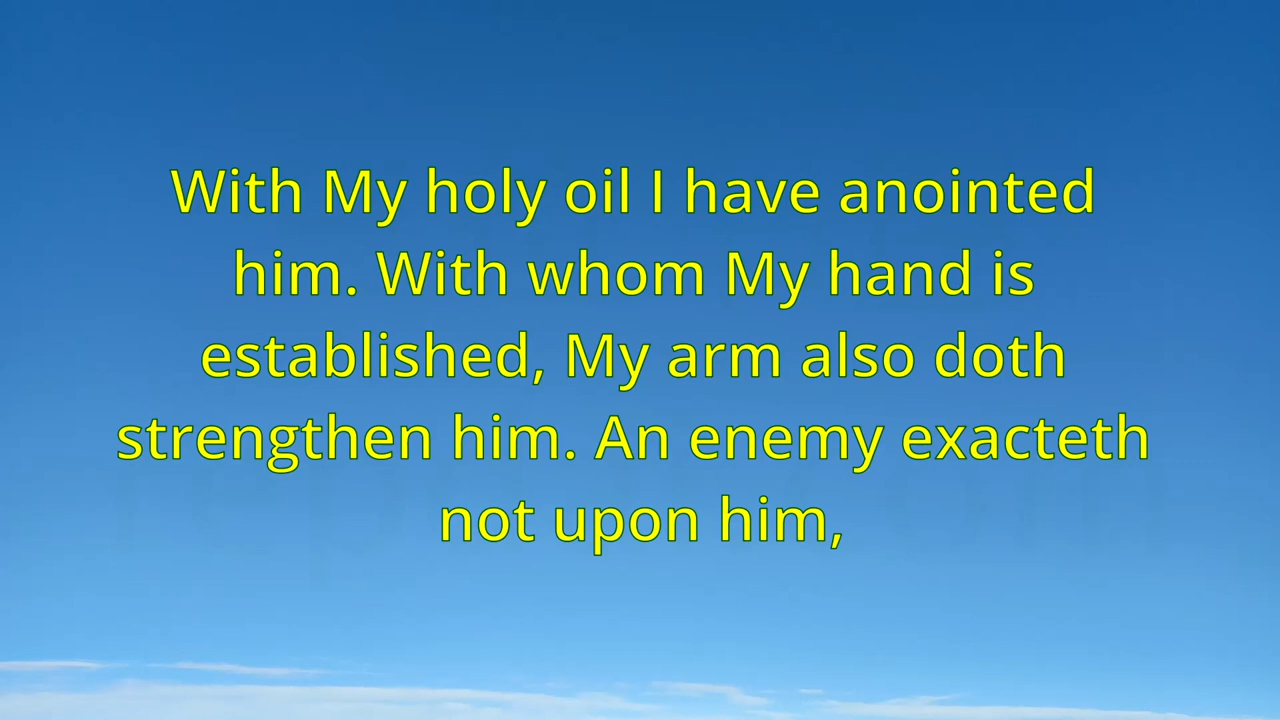 With My holy oil I have anointed
him. With whom My hand is
established, My arm also doth
strengthen him. An enemy exacteth
not upon him,